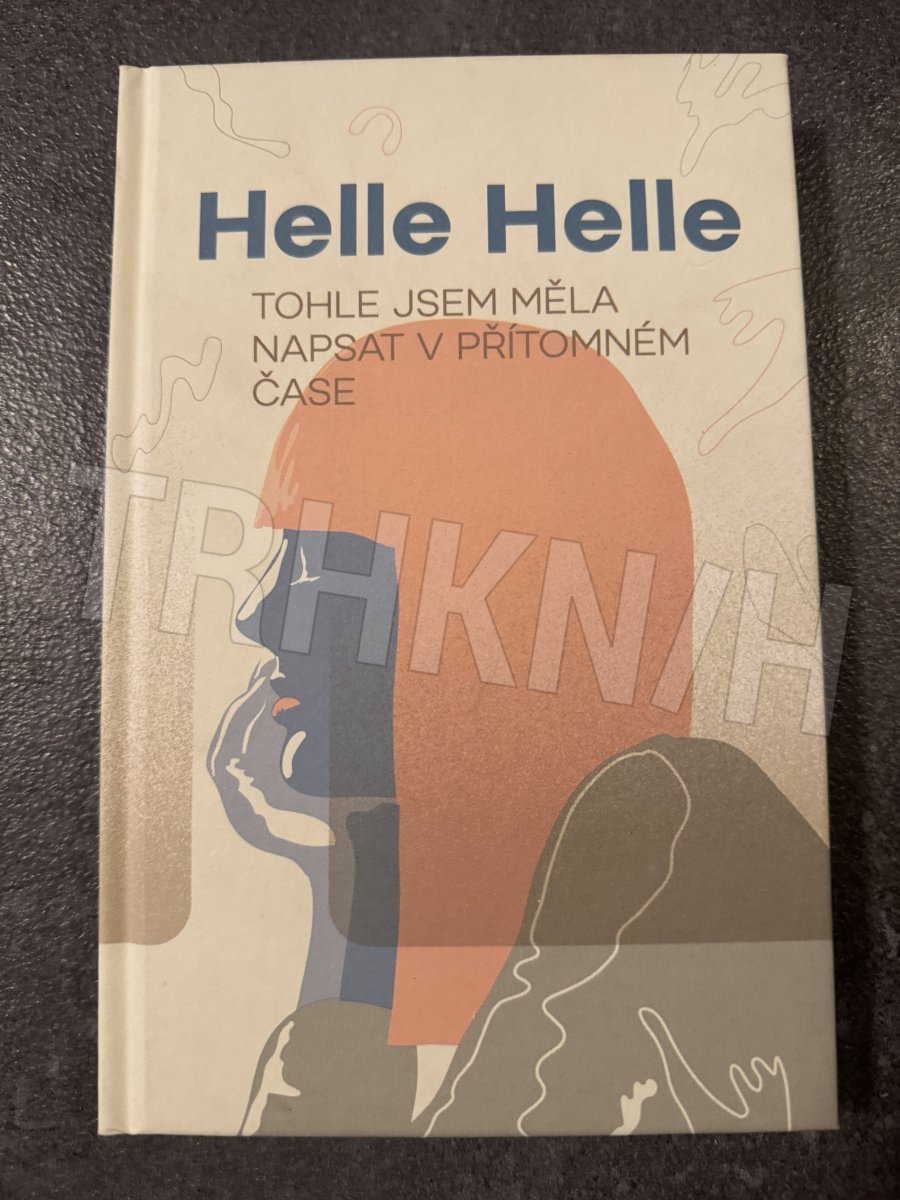 Helle Helle
TOHLE JSEM MĚLA
NAPSAT V PŘÍTOMNÉM
ČASE
TRHKNIH